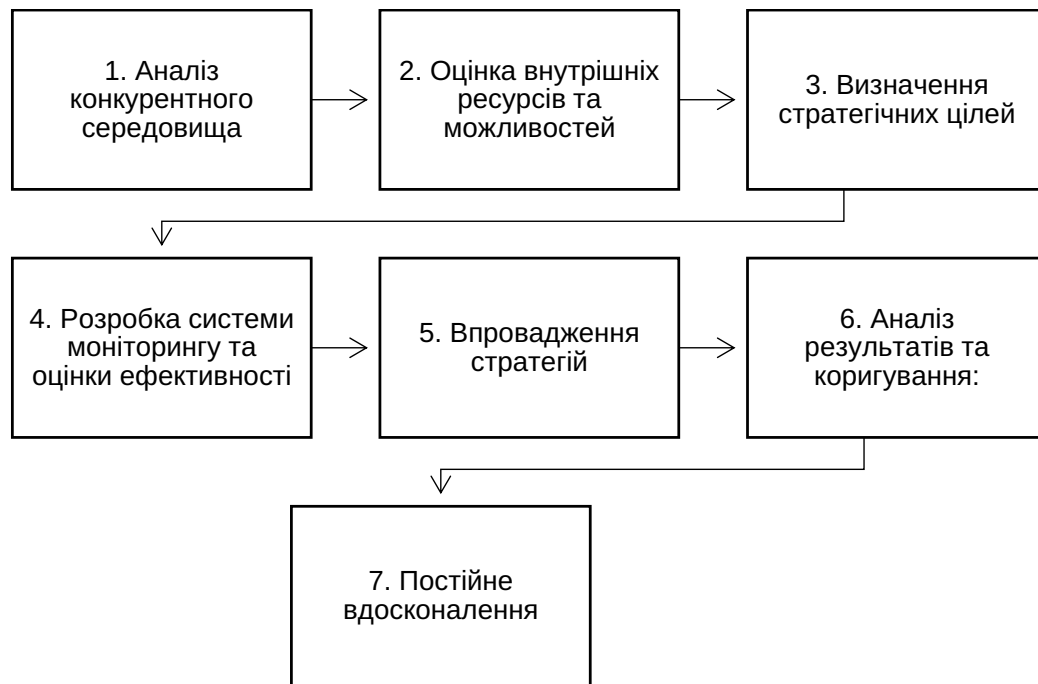 1. Аналіз
конкурентного
середовища
2. Оцінка внутрішніх
ресурсів та
можливостей
3. Визначення
стратегічних цілей
4. Розробка системи
моніторингу та
оцінки ефективності
5. Впровадження
стратегій
6. Аналіз
результатів та
коригування:
7. Постійне
вдосконалення